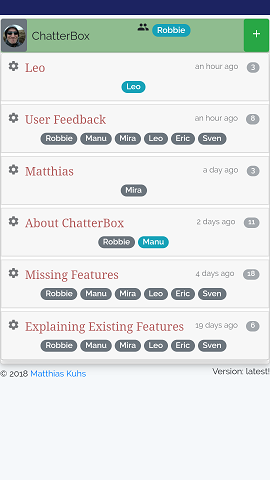 ChatterBox Robbie +
Leo an hour ago 3
Leo
User Feedback an hour ago 8
Robbie Manu Mira Leo Eric Sven
Matthias a day ago 3
Mira
About ChatterBox 2 days ago 11
Robbie Manu
Missing Features 4 days ago 18
Robbie Manu Mira Leo Eric Sven
Explaining Existing Features 19 days ago 6
Robbie Manu Mira Leo Eric Sven
© 2018 Matthias Kuhs Version: latest!